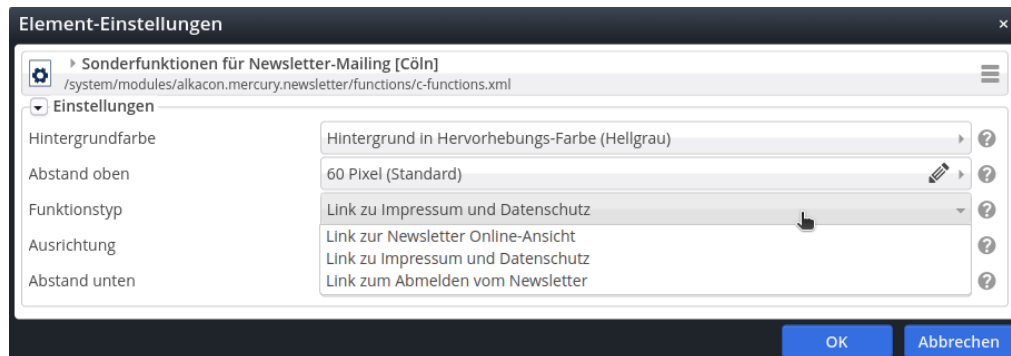 Element-Einstellungen
Sonderfunktionen für Newsletter-Mailing [Cöln]
/system/modules/alkacon.mercury.newsletter/functions/c-functions.xml
Einstellungen
Hintergrundfarbe Hintergrund in Hervorhebungs-Farbe (Hellgrau)
Abstand oben 60 Pixel (Standard)
Funktionstyp Link zu Impressum und Datenschutz
Link zur Newsletter Online-Ansicht
Ausrichtung
Link zu Impressum und Datenschutz
Abstand unten Link zum Abmelden vom Newsletter
OK Abbrechen